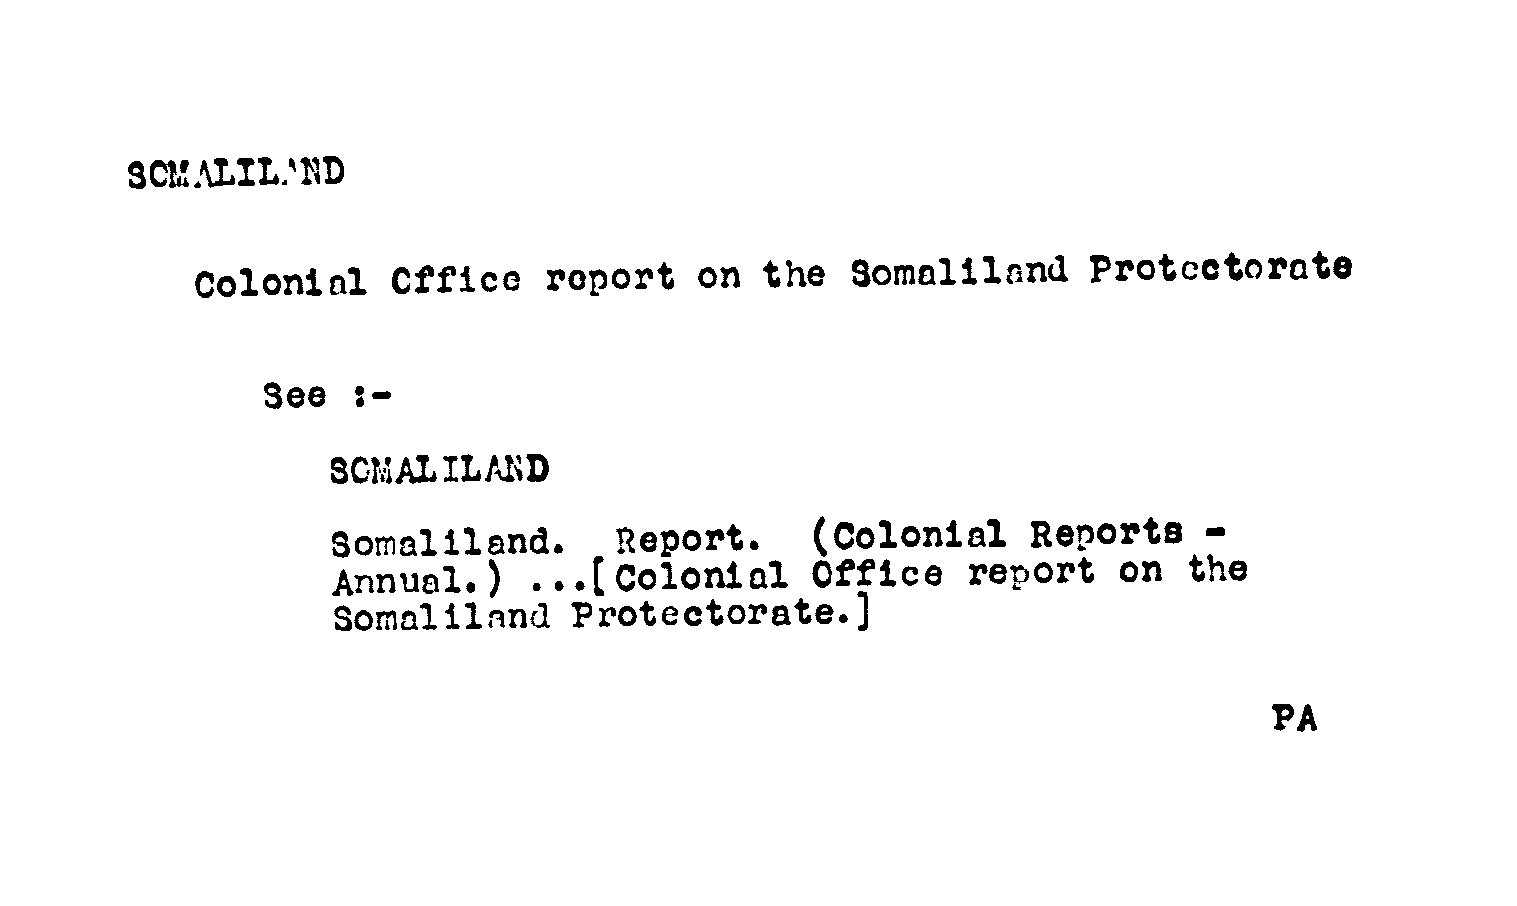 SOMALILAND
Colonial Office report on the Somaliland Protectorate
See :-
SOMALILAND
Somaliland. Report. (Colonial Reports -
Annual.) ...[Colonial Office report on the
Somaliland Protectorate.]
PA